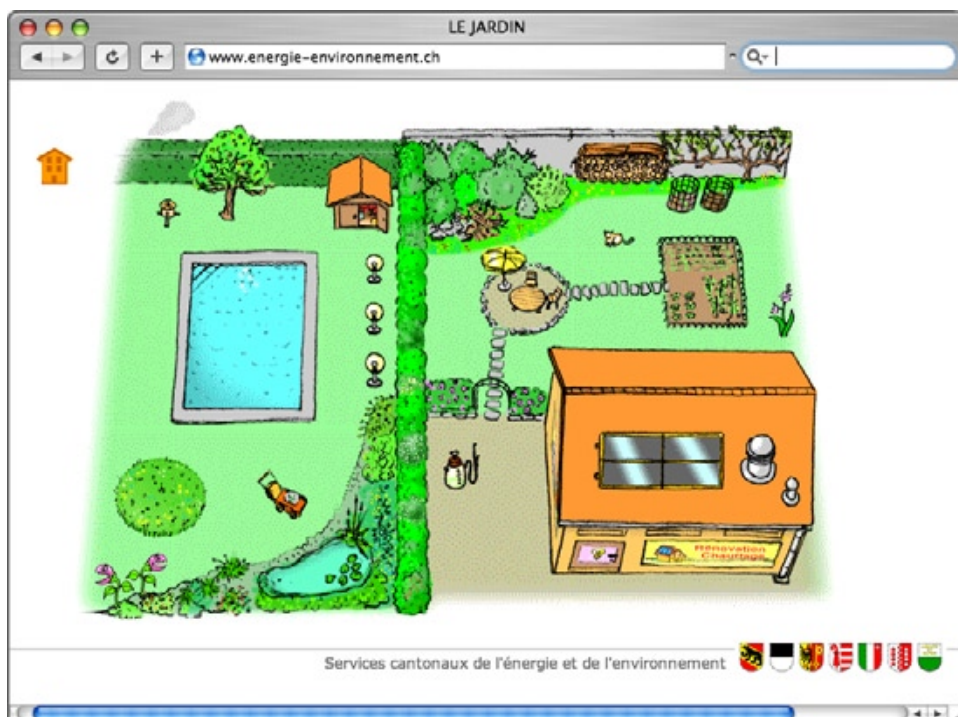 LE JARDIN
www.energie-environnement.ch
Rénovation
Chauffage
Services cantonaux de l'énergie et de l'environnement